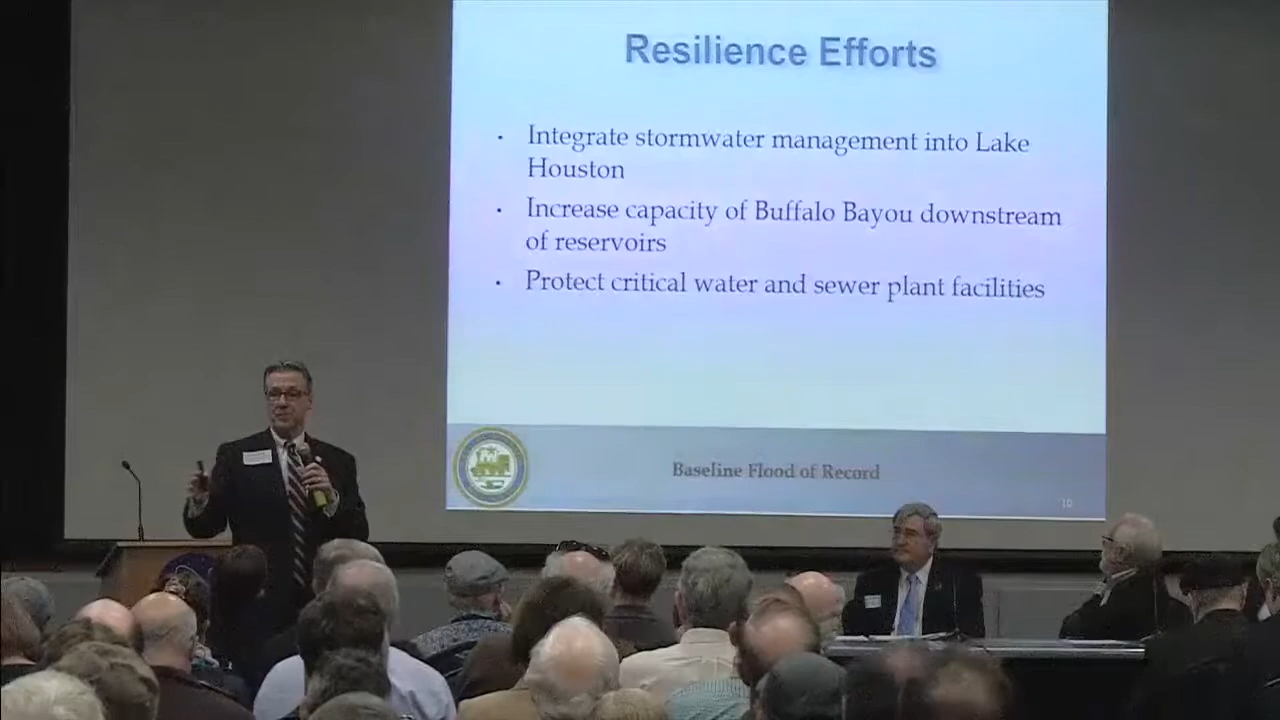 Resilience Efforts
• Integrate stormwater management into Lake
Houston
• Increase capacity of Buffalo Bayou downstream
of reservoirs
• Protect critical water and sewer plant facilities
Baseline Flood of Record
10